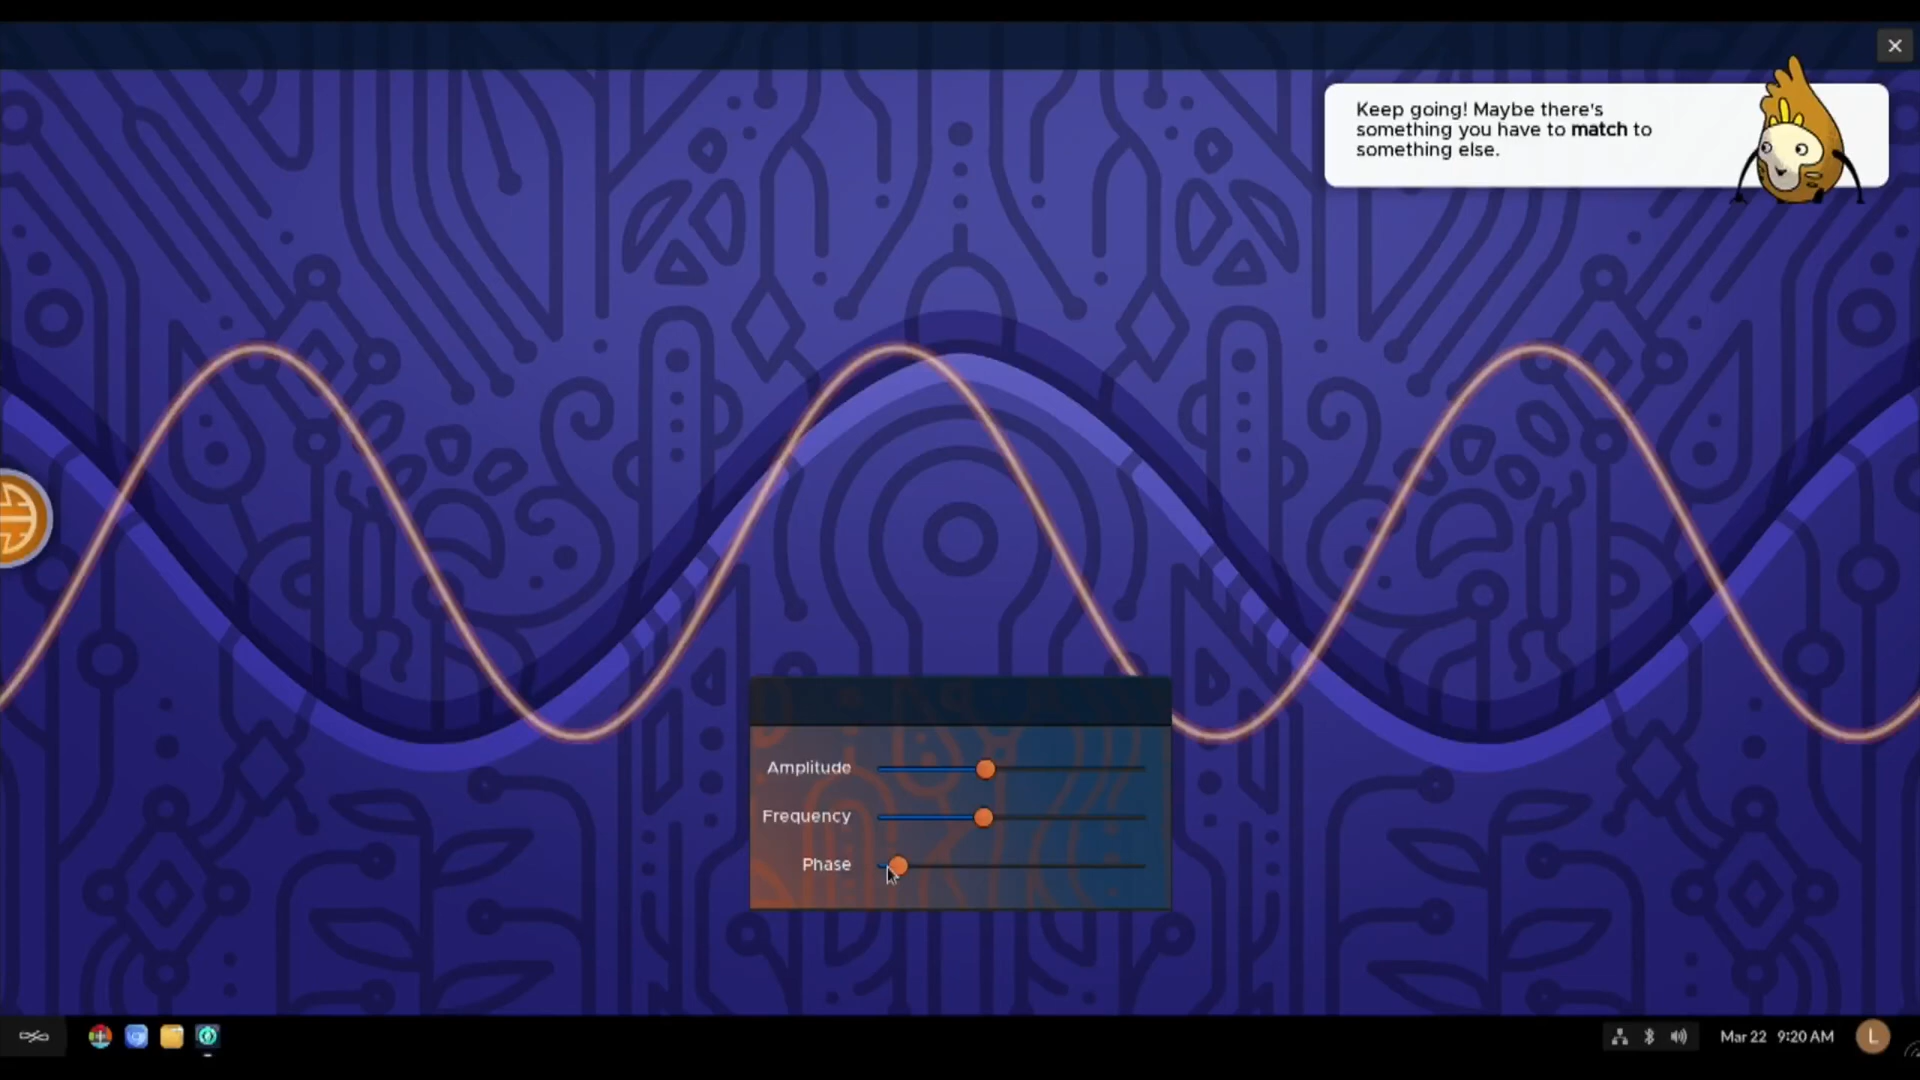 Keep going! Maybe there's
something you have to match to
something else.
Amplitude
Frequency
Phase
Mar 22 9:20 AM
L